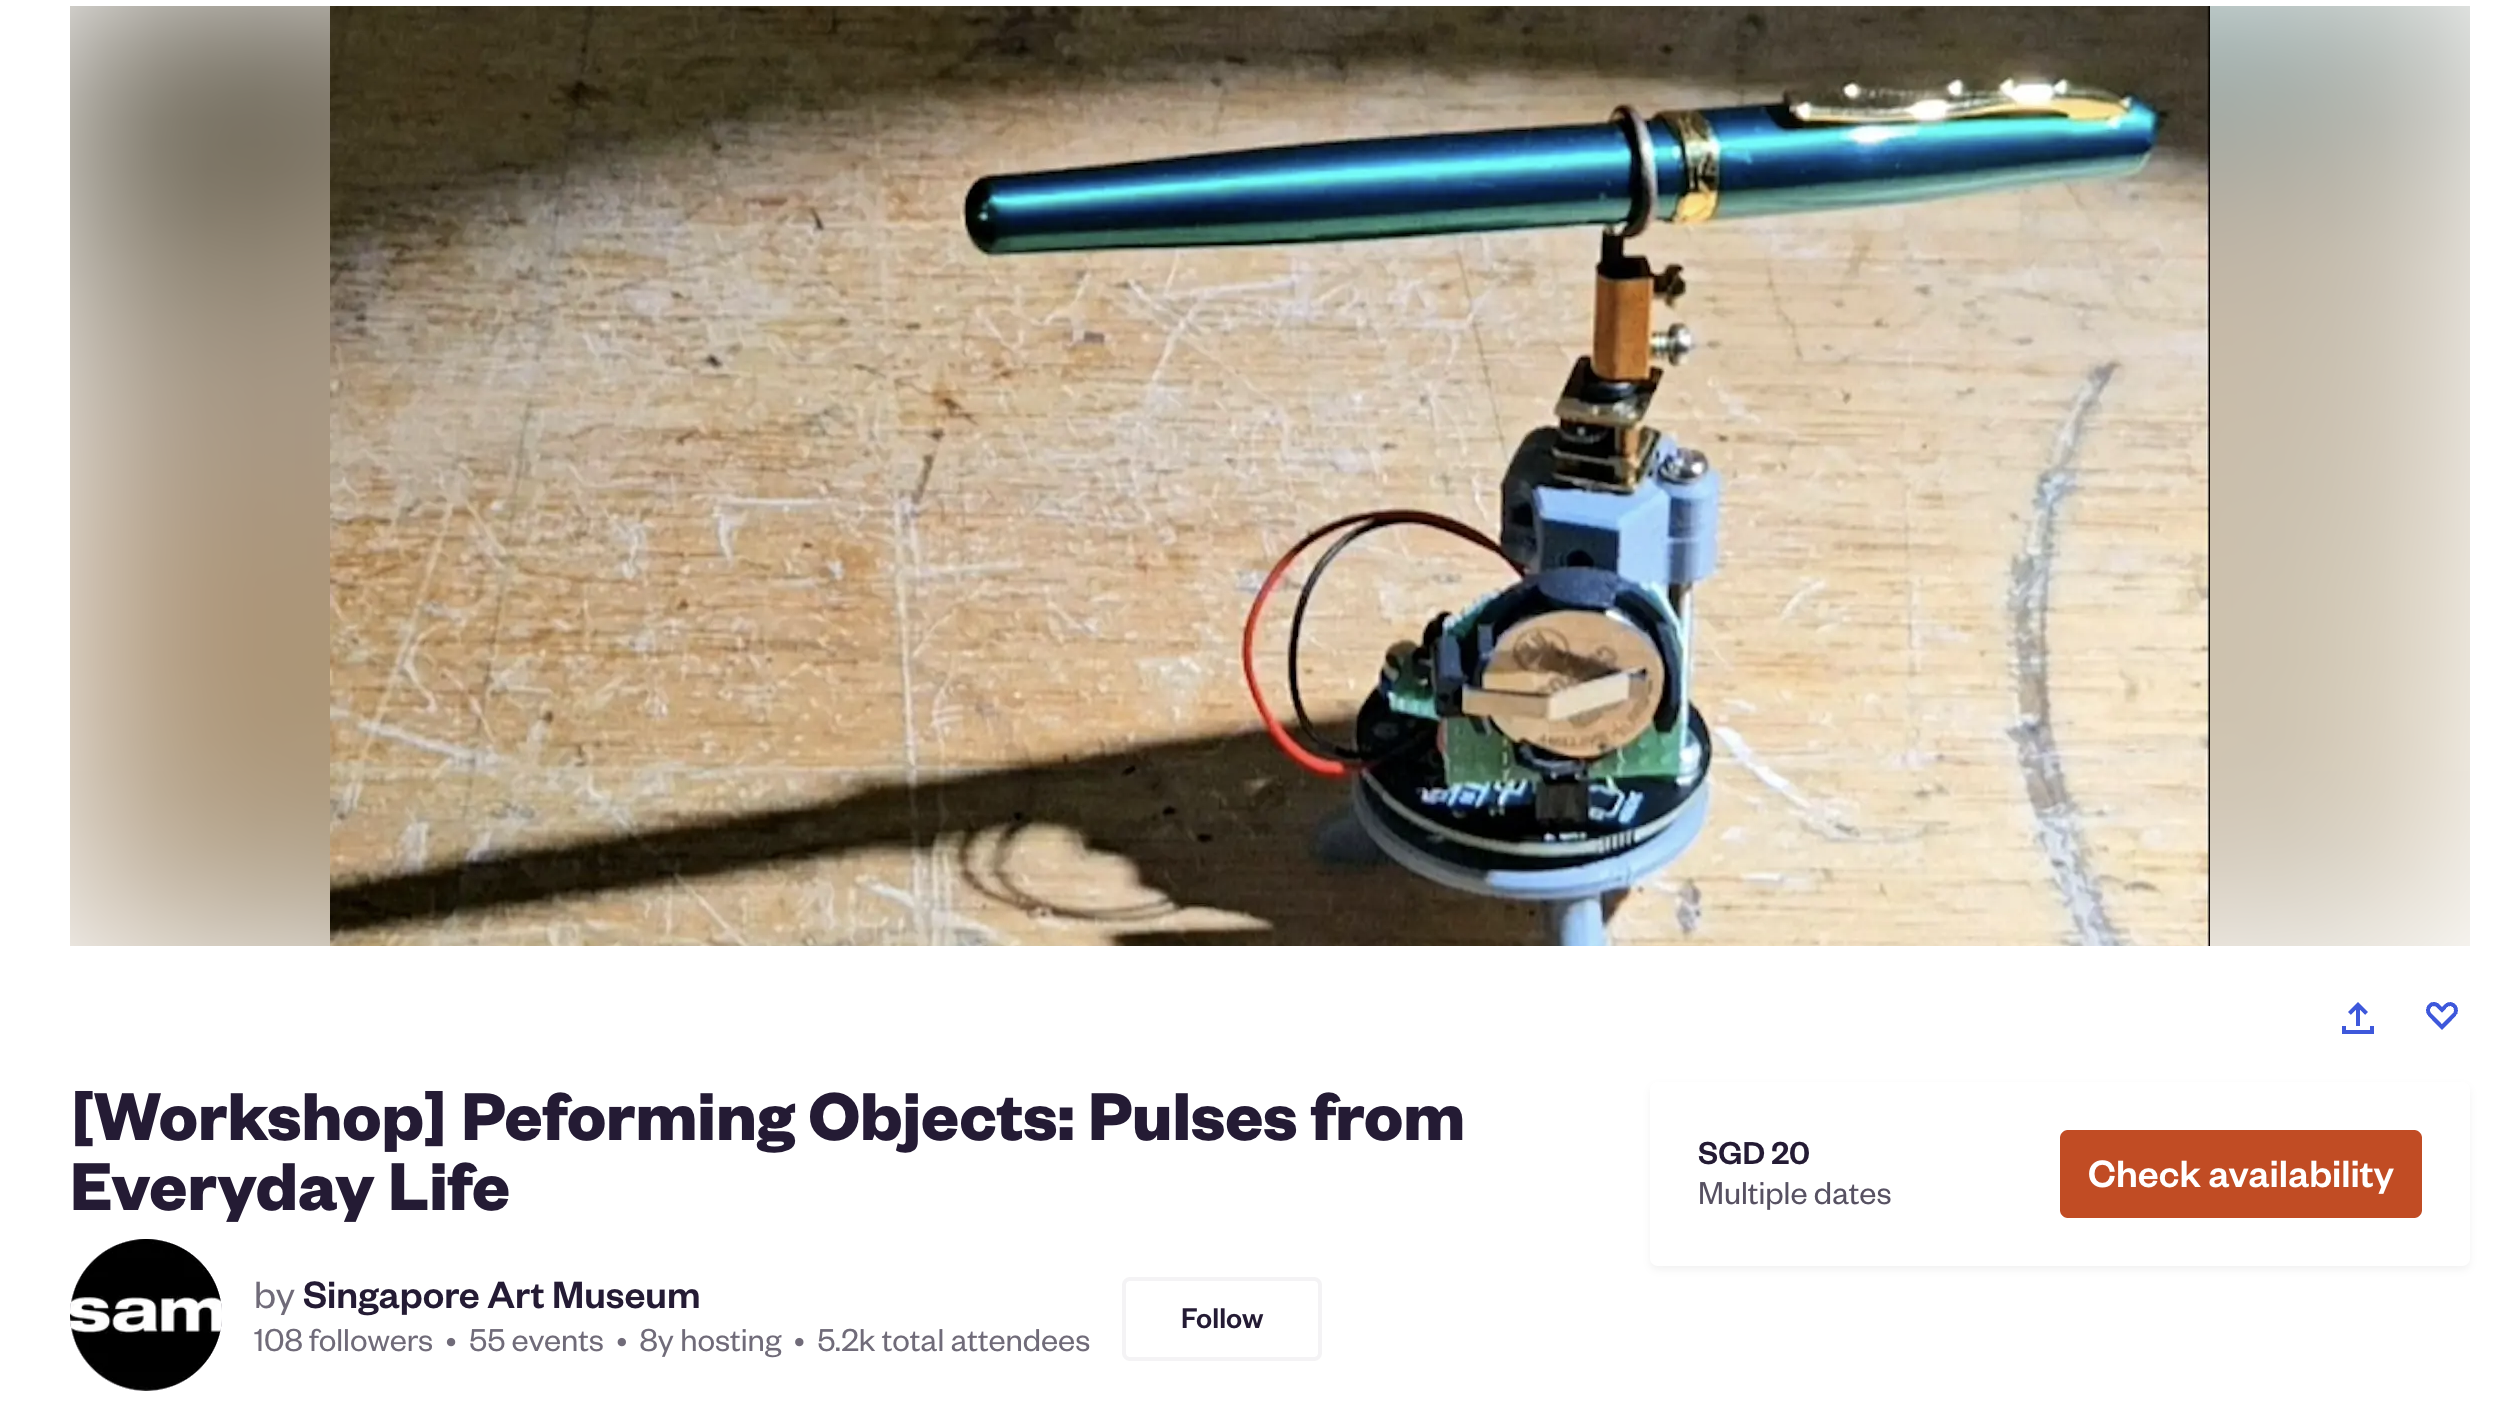 [Workshop] Peforming Objects: Pulses from
Everyday Life
SGD 20
Multiple dates
Check availability
sam
by Singapore Art Museum
108 followers • 55 events • 8y hosting • 5.2k total attendees
Follow